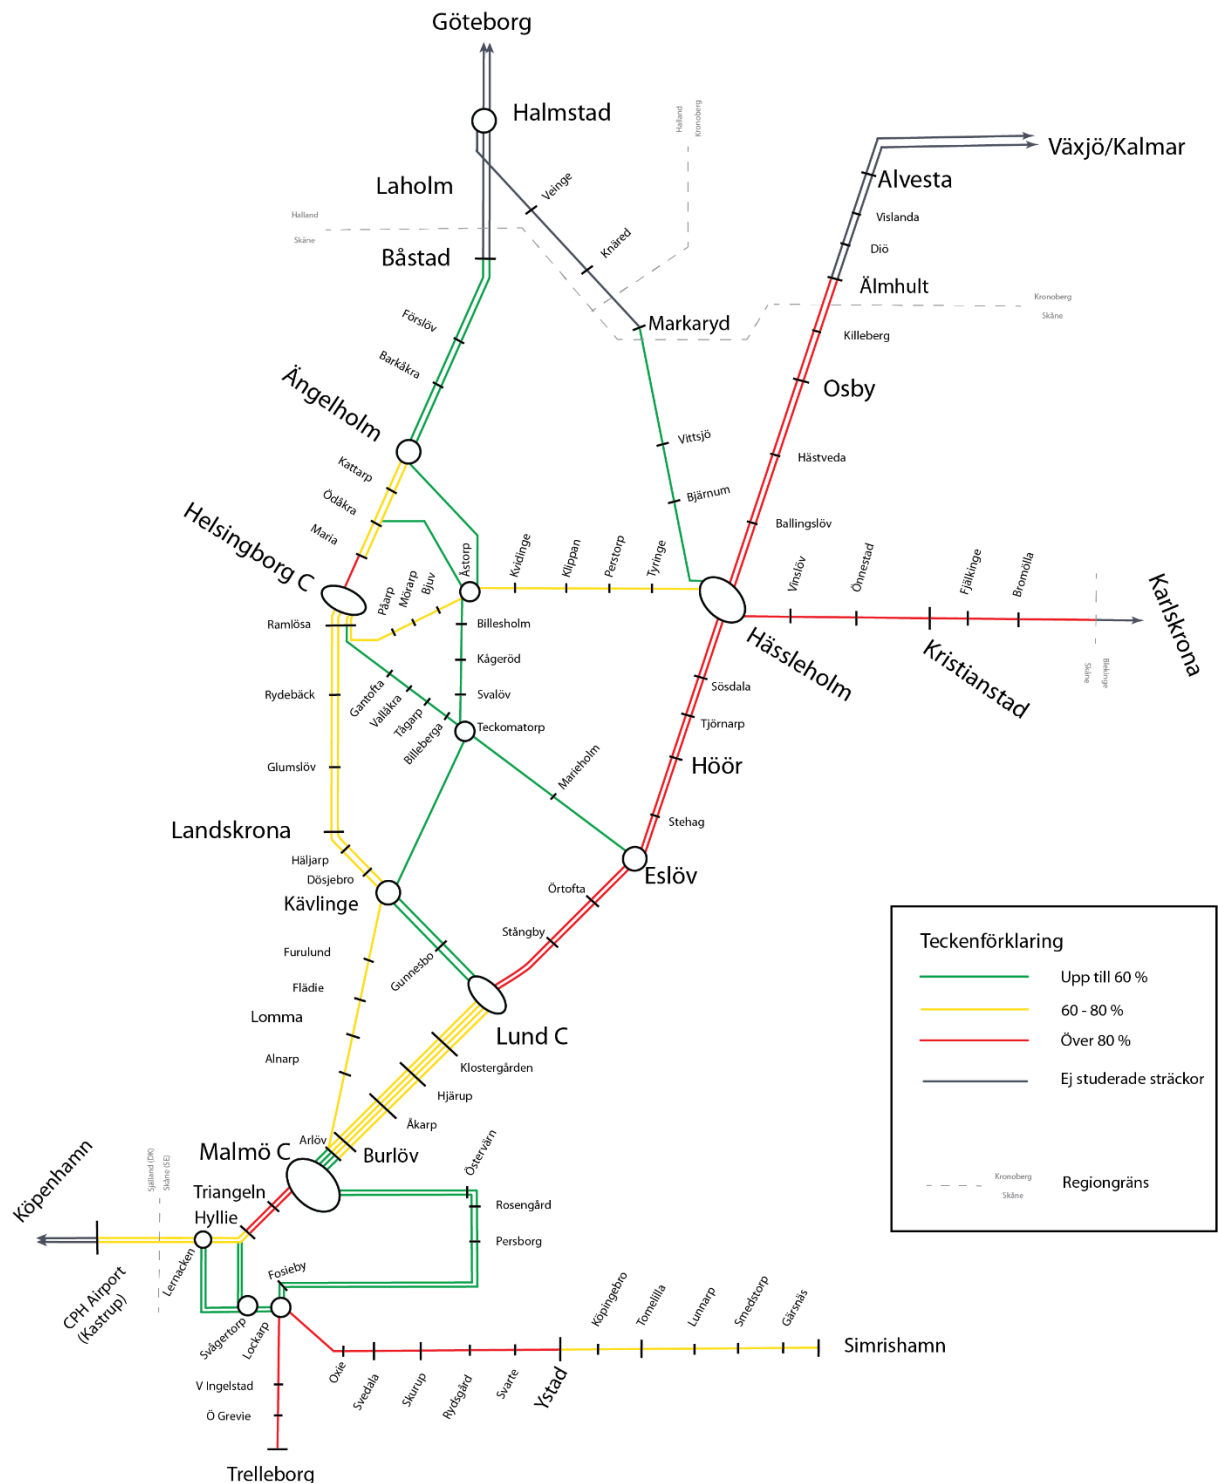 Göteborg
Halmstad
Halland
Kronoberg
Växjö/Kalmar
Laholm
Veinge
Alvesta
Vislanda
Halland
Skåne
Knäred
Diö
Båstad
Älmhult
Kronoberg
Skåne
Markaryd
Förslöv
Killeberg
Barkåkra
Osby
Ängelholm
Vittsjö
Hästveda
Kattarp
Bjärnum
Ödåkra
Ballingslöv
Maria
Helsingborg C
Åstorp
Kvidinge
Klippan
Perstorp
Tyringe
Vinslöv
Önnestad
Fjälkinge
Bromölla
Påarp
Mörarp
Bjuv
Ramlösa
Billesholm
Karlskrona
Hässleholm
Kristianstad
Skåne
Blekinge
Kågeröd
Sösdala
Rydebäck
Gantofta
Vallåkra
Tågarp
Billeberga
Svalöv
Teckomatorp
Tjörnarp
Glumslöv
Marieholm
Höör
Landskrona
Stehag
Häljarp
Dösjebro
Eslöv
Kävlinge
Örtofta
Stångby
Furulund
Gunnesbo
Flädie
Lomma
Lund C
Alnarp
Klostergården
Hjärup
Åkarp
Arlöv
Burlöv
Malmö C
Östervärn
Köpenhamn
Själland (DK)
Skåne (SE)
Triangeln
Hyllie
Rosengård
Persborg
Lernacken
Fosieby
CPH Airport
(Kastrup)
Svågertorp
Lockarp
Köpingebro
Tomelilla
Lunnarp
Smedstorp
Gärsnäs
Simrishamn
Oxie
Svedala
Skurup
Rydsgård
Svarte
Ystad
V Ingelstad
Ö Grevie
Trelleborg
Teckenförklaring
Upp till 60 %
60 - 80 %
Över 80 %
Ej studerade sträckor
Kronoberg
Skåne
Regiongräns